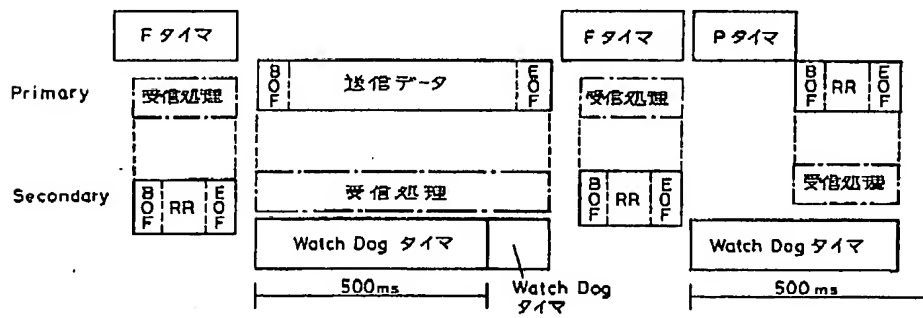 Fタイマ
Fタイマ
Pタイマ
Primary
受信処理
BOF
送信データ
EOF
受信処理
BOF
RR
EOF
Secondary
BOF
RR
EOF
受信処理
BOF
RR
EOF
受信処理
Watch Dog タイマ
Watch Dog タイマ
500ms
Watch Dog
タイマ
500 ms